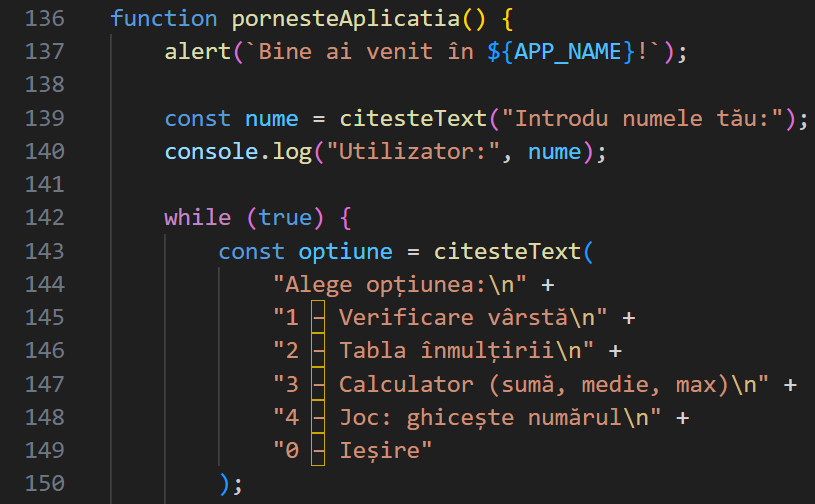 136 function pornesteAplicatia() {
137 alert(`Bine ai venit în ${APP_NAME}!`);
138
139 const nume = citesteText("Introdu numele tău:");
140 console.log("Utilizator:", nume);
141
142 while (true) {
143 const optiune = citesteText(
144 "Alege opțiunea:\n" +
145 "1 – Verificare vârstă\n" +
146 "2 – Tabla înmulțirii\n" +
147 "3 – Calculator (sumă, medie, max)\n" +
148 "4 – Joc: ghicește numărul\n" +
149 "0 – Ieșire"
150 );